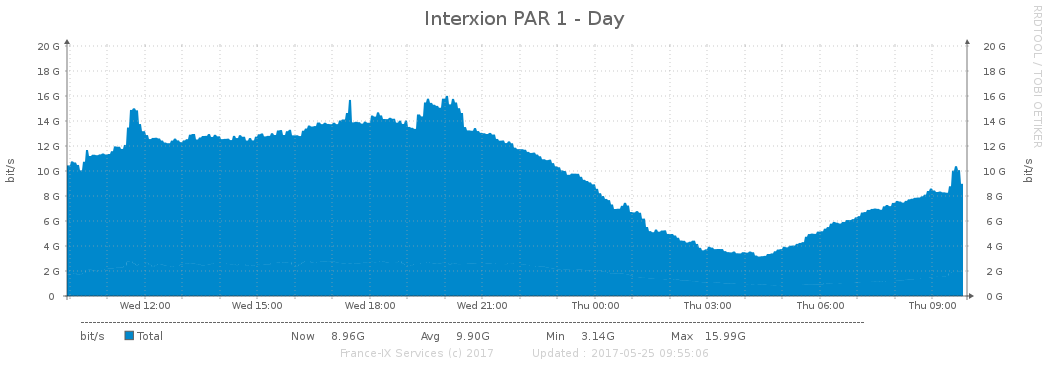 Interxion PAR 1 - Day
RRDTOOL / TOBI OETIKER
bit/s
20 G 20 G
18 G 18 G
16 G 16 G
14 G 14 G
12 G 12 G
10 G 10 G
8 G 8 G
6 G 6 G
4 G 4 G
2 G 2 G
0 0 G
bit/s
Wed 12:00 Wed 15:00 Wed 18:00 Wed 21:00 Thu 00:00 Thu 03:00 Thu 06:00 Thu 09:00
bit/s Total Now 8.96G Avg 9.90G Min 3.14G Max 15.99G
France-IX Services (c) 2017 Updated : 2017-05-25 09:55:06